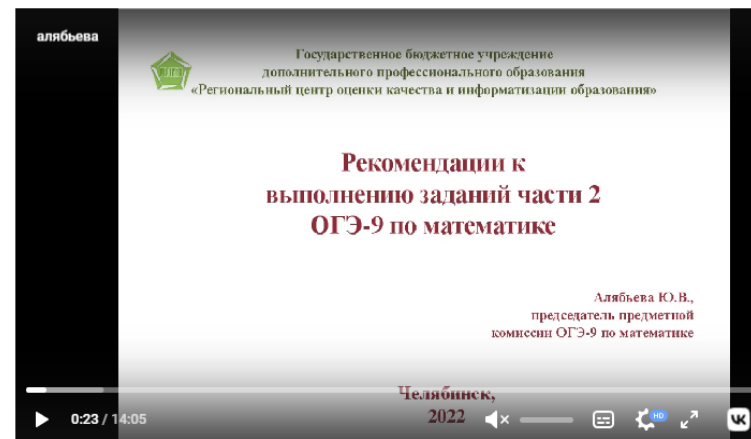 алябьева
Государственное бюджетное учреждение
дополнительного профессионального образования
«Региональный центр оценки качества и информатизации образования»
Рекомендации к
выполнению заданий части 2
ОГЭ-9 по математике
Алябьева Ю.В.,
председатель предметной
комиссии ОГЭ-9 по математике
Челябинск,
2022
0:23 / 14:05
HD